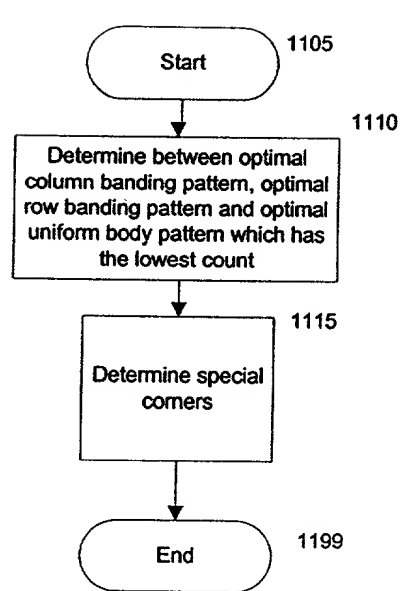 Start
1105
1110
Determine between optimal
column banding pattern, optimal
row banding pattern and optimal
uniform body pattern which has
the lowest count
1115
Determine special
corners
End
1199